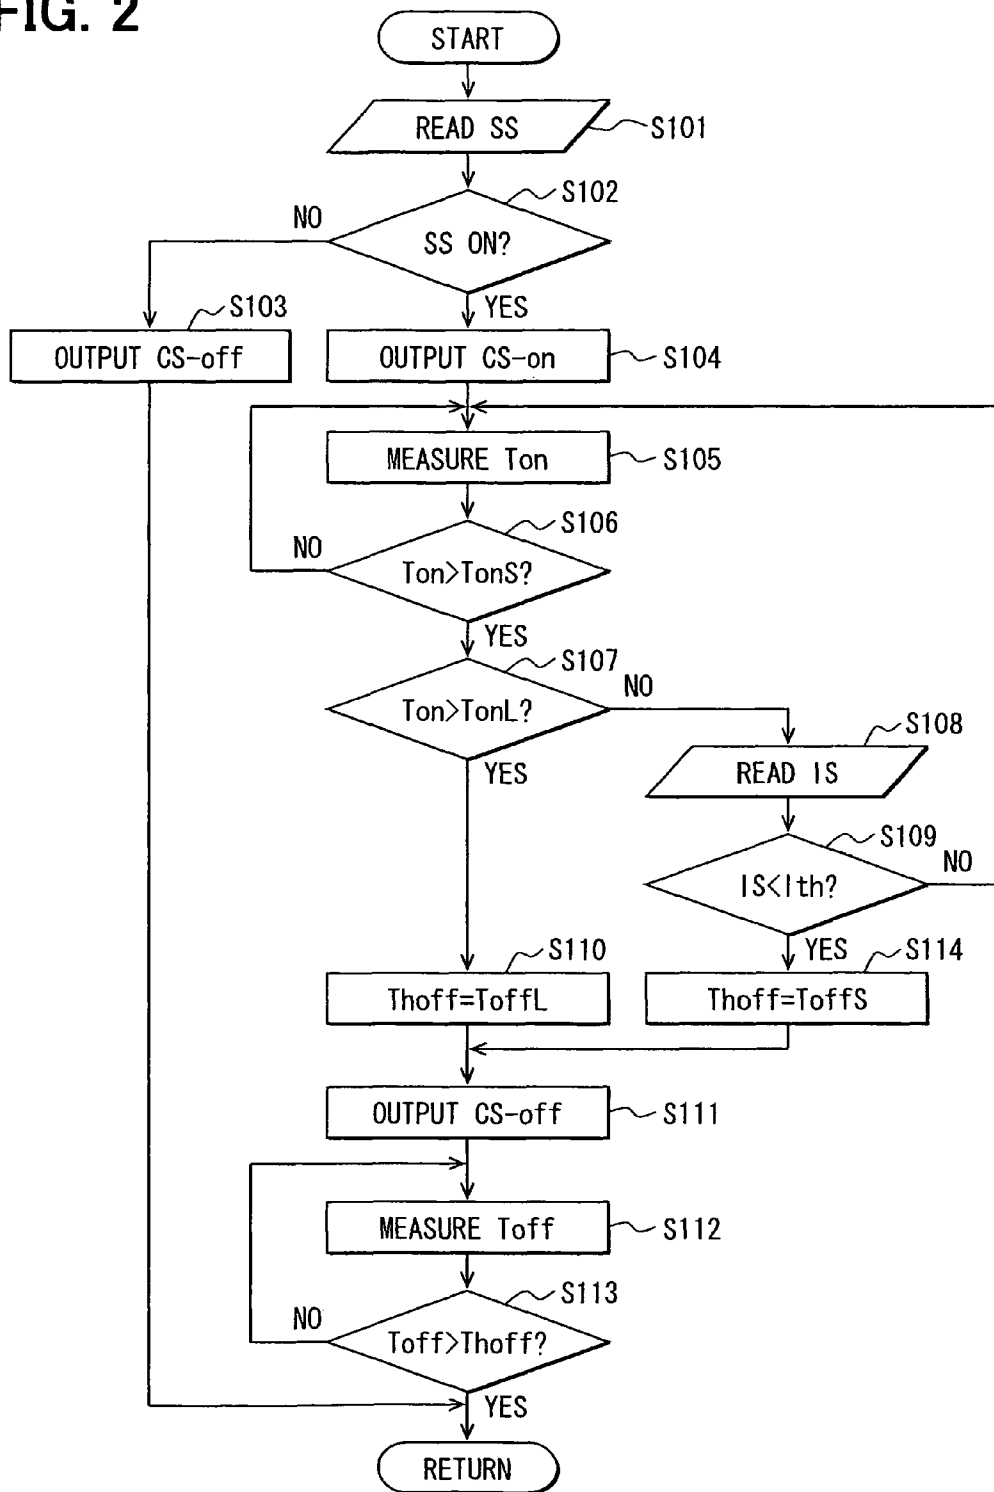 FIG. 2
START
READ SS
S101
S102
NO
SS ON?
YES
S103
OUTPUT CS-off
OUTPUT CS-on
S104
MEASURE Ton
S105
S106
NO
Ton>TonS?
YES
S107
Ton>TonL?
NO
YES
S108
READ IS
S109
IS<Ith?
NO
YES
S110
Thoff=ToffL
S114
Thoff=ToffS
OUTPUT CS-off
S111
MEASURE Toff
S112
S113
NO
Toff>Thoff?
YES
RETURN